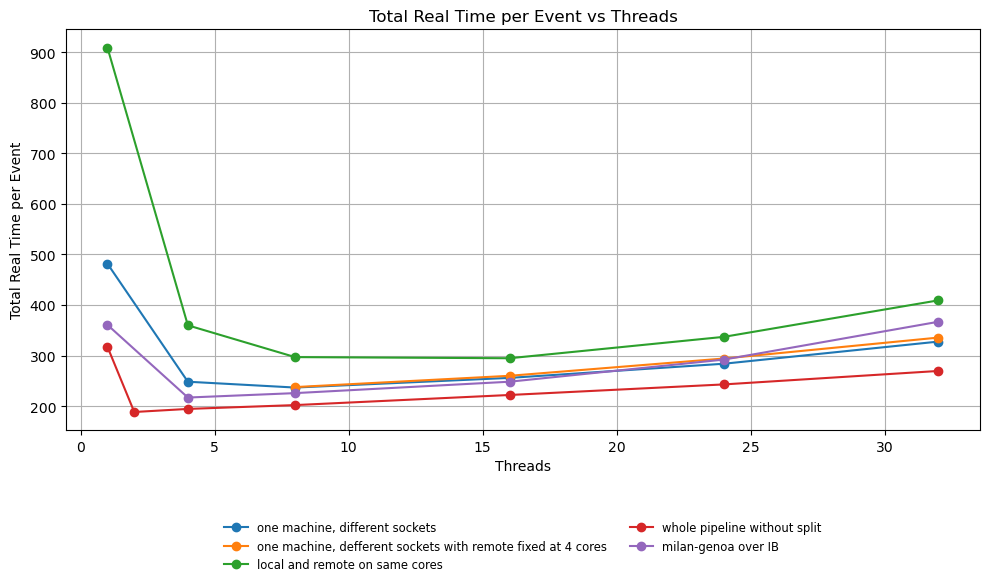 Total Real Time per Event vs Threads
Total Real Time per Event
900
800
700
600
500
400
300
200
0 5 10 15 20 25 30
Threads
one machine, different sockets
one machine, defferent sockets with remote fixed at 4 cores
local and remote on same cores
whole pipeline without split
milan-genoa over IB